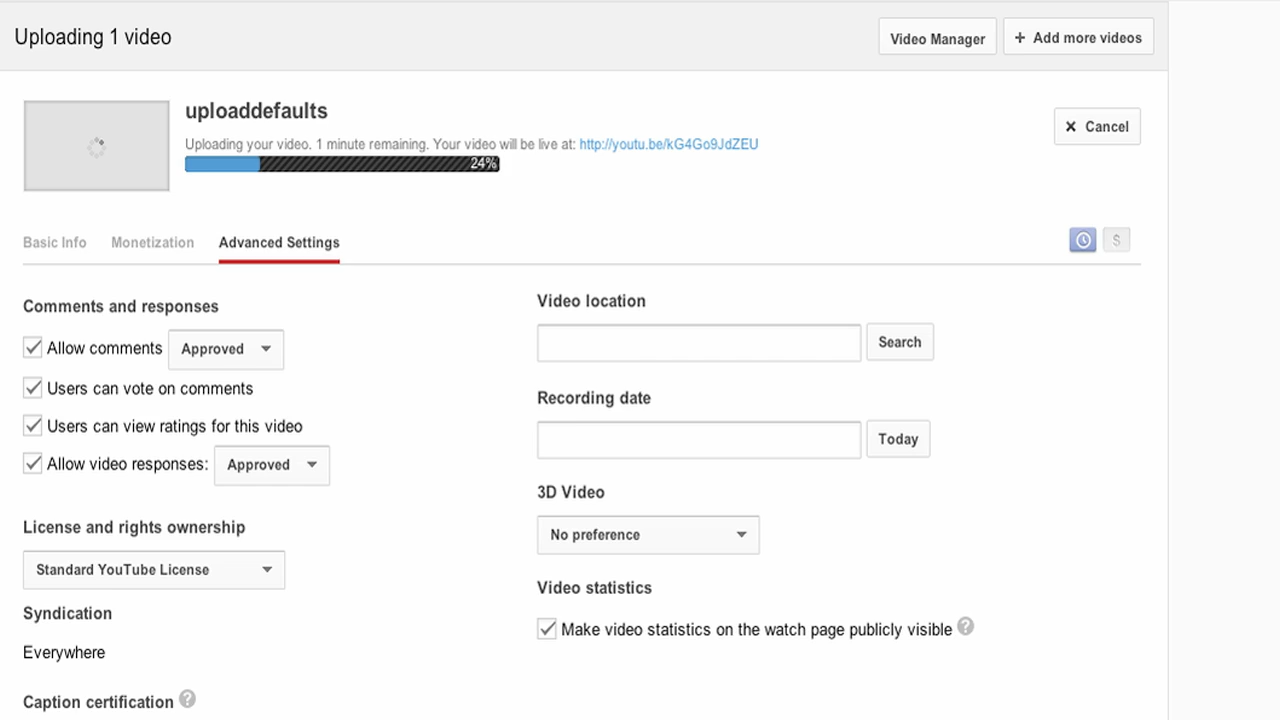 Uploading 1 video
Video Manager
+ Add more videos
uploaddefaults
Uploading your video. 1 minute remaining. Your video will be live at: http://youtu.be/kG4Go9JdZEU
24%
× Cancel
Basic Info
Monetization
Advanced Settings
$
Comments and responses
Allow comments
Approved
Users can vote on comments
Users can view ratings for this video
Allow video responses:
Approved
License and rights ownership
Standard YouTube License
Syndication
Everywhere
Caption certification ?
Video location
Search
Recording date
Today
3D Video
No preference
Video statistics
Make video statistics on the watch page publicly visible ?